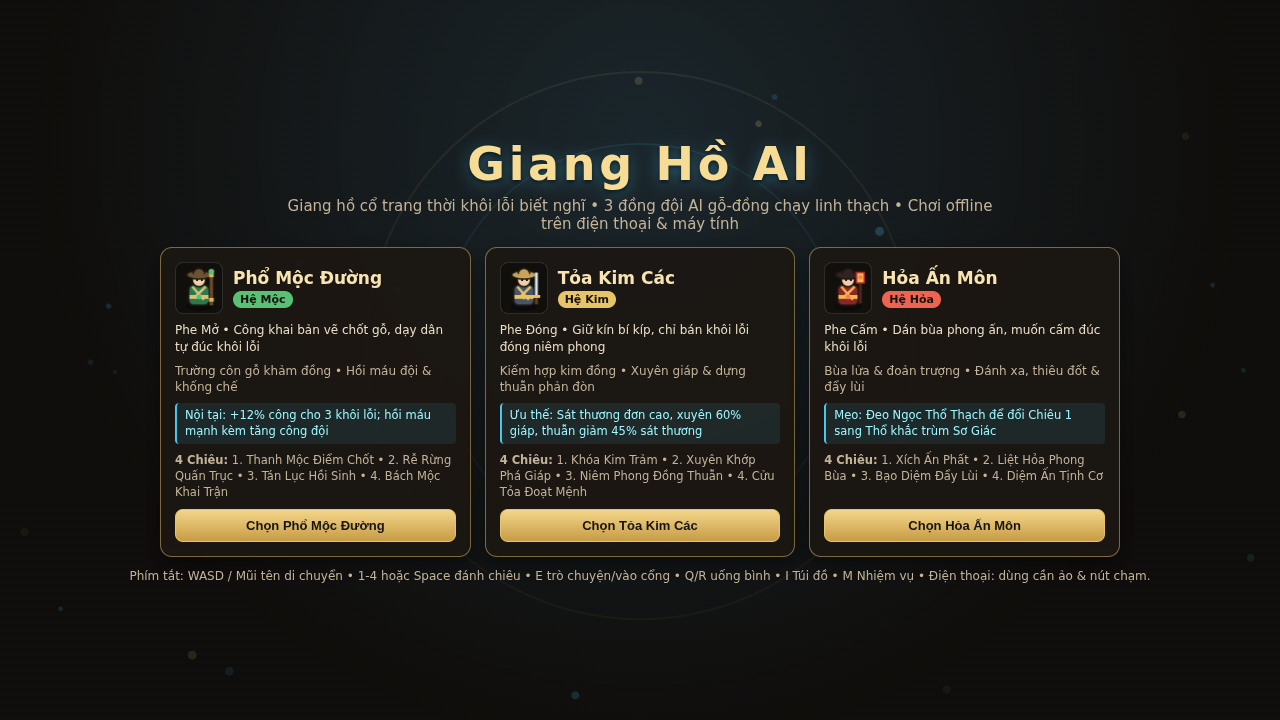 Giang Hồ AI
Giang hồ cổ trang thời khôi lỗi biết nghĩ • 3 đồng đội AI gỗ-đồng chạy linh thạch • Chơi offline
trên điện thoại & máy tính
Phổ Mộc Đường
Hệ Mộc
Phe Mở • Công khai bản vẽ chốt gỗ, dạy dân
tự đúc khôi lỗi
Trường côn gỗ khảm đồng • Hồi máu đội &
khống chế
Nội tại: +12% công cho 3 khôi lỗi; hồi máu
mạnh kèm tăng công đội
4 Chiêu: 1. Thanh Mộc Điểm Chốt • 2. Rễ Rừng
Quấn Trục • 3. Tán Lục Hồi Sinh • 4. Bách Mộc
Khai Trận
Chọn Phổ Mộc Đường
Tỏa Kim Các
Hệ Kim
Phe Đóng • Giữ kín bí kíp, chỉ bán khôi lỗi
đóng niêm phong
Kiếm hợp kim đồng • Xuyên giáp & dựng
thuẫn phản đòn
Ưu thế: Sát thương đơn cao, xuyên 60%
giáp, thuẫn giảm 45% sát thương
4 Chiêu: 1. Khóa Kim Trảm • 2. Xuyên Khớp
Phá Giáp • 3. Niêm Phong Đồng Thuẫn • 4. Cửu
Tỏa Đoạt Mệnh
Chọn Tỏa Kim Các
Hỏa Ấn Môn
Hệ Hỏa
Phe Cấm • Dán bùa phong ấn, muốn cấm đúc
khôi lỗi
Bùa lửa & đoản trượng • Đánh xa, thiêu đốt &
đẩy lùi
Mẹo: Đeo Ngọc Thổ Thạch để đổi Chiêu 1
sang Thổ khắc trùm Sơ Giác
4 Chiêu: 1. Xích Ấn Phất • 2. Liệt Hỏa Phong
Bùa • 3. Bạo Diệm Đẩy Lùi • 4. Diệm Ấn Tịnh Cơ
Chọn Hỏa Ấn Môn
Phím tắt: WASD / Mũi tên di chuyển • 1-4 hoặc Space đánh chiêu • E trò chuyện/vào cổng • Q/R uống bình • I Túi đồ • M Nhiệm vụ • Điện thoại: dùng cần ảo & nút chạm.